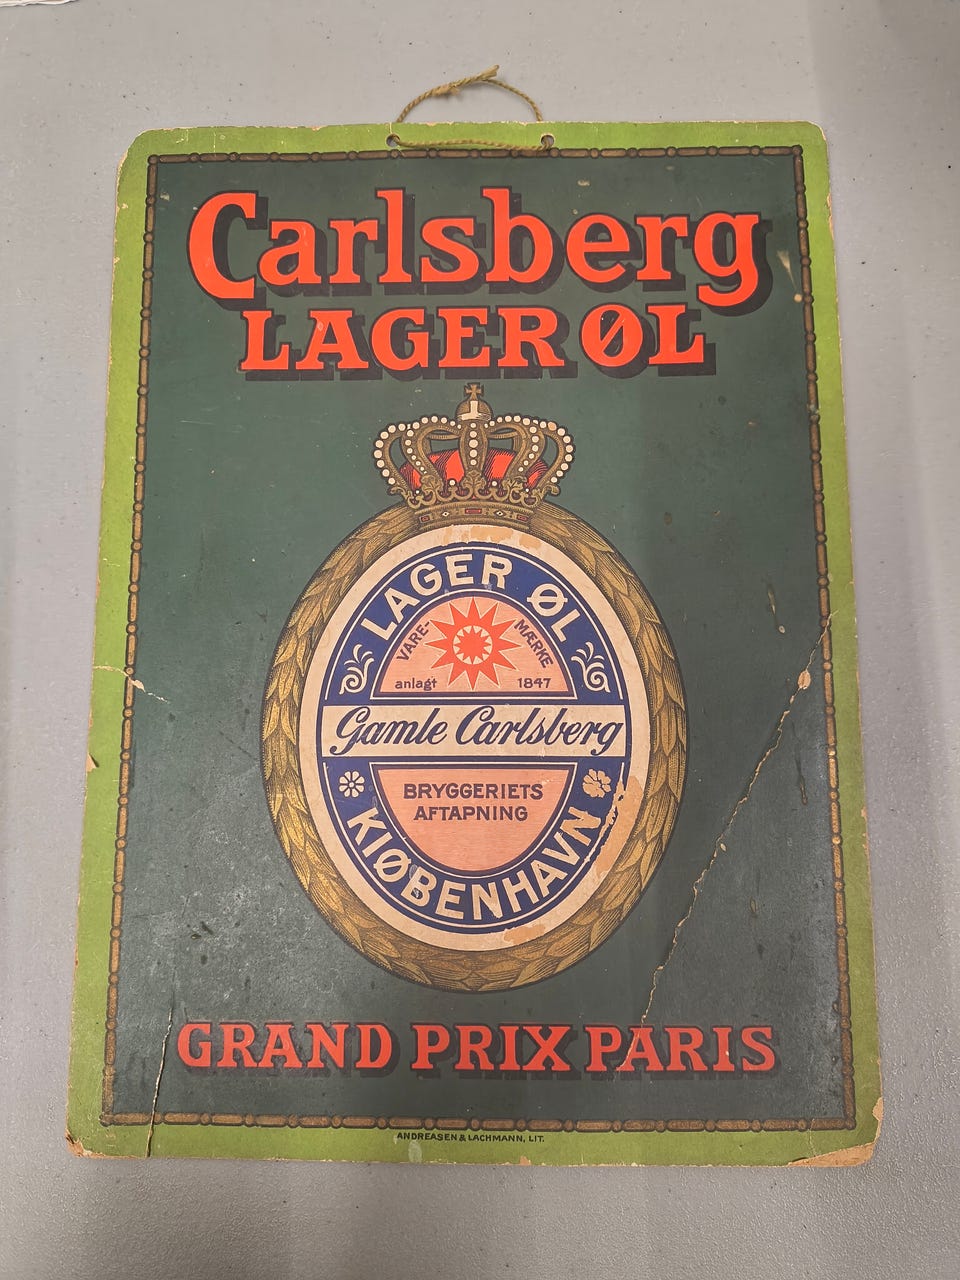 Carlsberg
LAGER ØL
LAGER ØL
VARE-MÆRKE
anlagt 1847
Gamle Carlsberg
BRYGGERIETS
AFTAPNING
KIØBENHAVN
GRAND PRIX PARIS
ANDREASEN & LACHMANN, LIT.